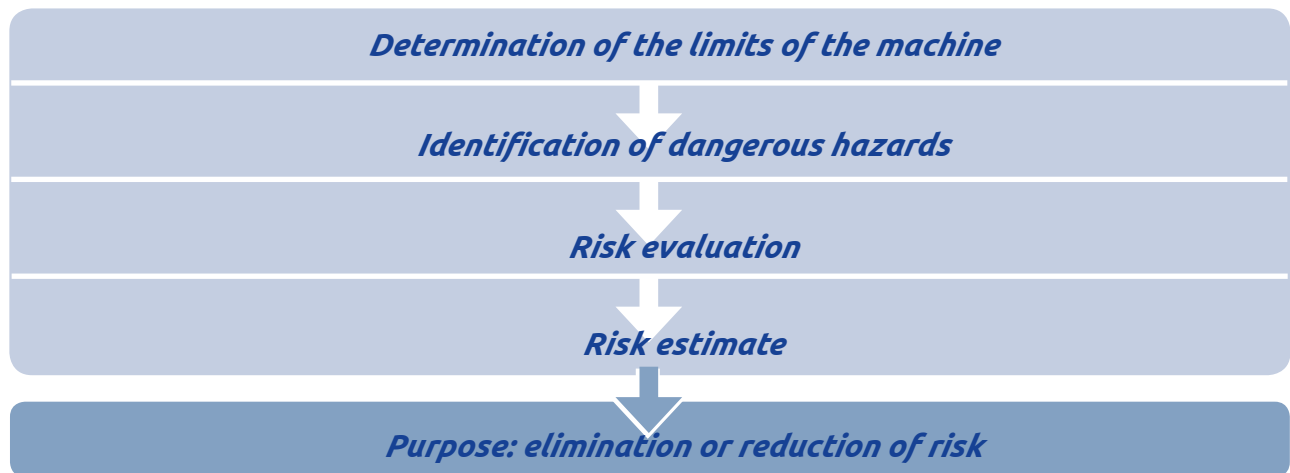 Determination of the limits of the machine
Identification of dangerous hazards
Risk evaluation
Risk estimate
Purpose: elimination or reduction of risk